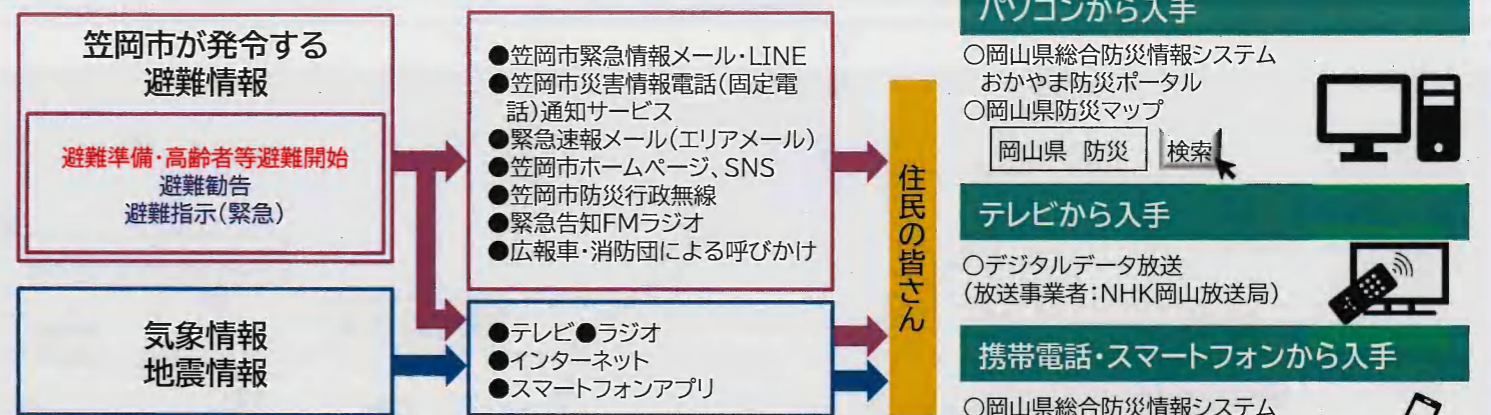 笠岡市が発令する
避難情報
避難準備・高齢者等避難開始
避難勧告
避難指示(緊急)
気象情報
地震情報
●笠岡市緊急情報メール・LINE
●笠岡市災害情報電話(固定電
話)通知サービス
●緊急速報メール(エリアメール)
●笠岡市ホームページ、SNS
●笠岡市防災行政無線
●緊急告知FMラジオ
●広報車・消防団による呼びかけ
●テレビ●ラジオ
●インターネット
●スマートフォンアプリ
住民の皆さん
パソコンから入手
○岡山県総合防災情報システム
おかやま防災ポータル
○岡山県防災マップ
岡山県 防災 検索
テレビから入手
○デジタルデータ放送
(放送事業者:NHK岡山放送局)
携帯電話・スマートフォンから入手
○岡山県総合防災情報システム